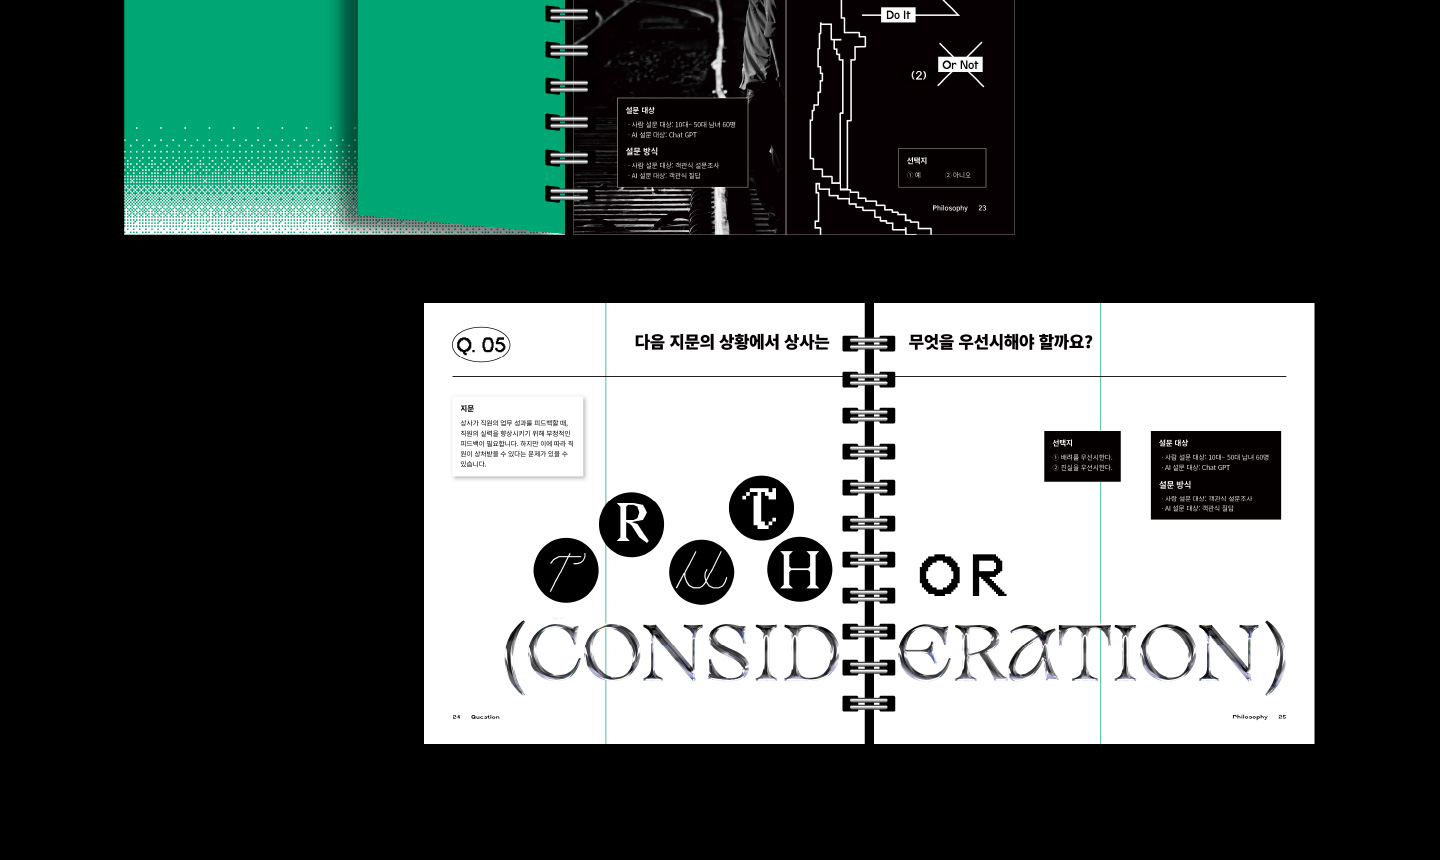 Do It
(2)
Or Not
설문 대상
· 사람 설문 대상: 10대– 50대 남녀 60명
· AI 설문 대상: Chat GPT
설문 방식
· 사람 설문 대상: 객관식 설문조사
· AI 설문 대상: 객관식 질답
선택지
① 예 ② 아니오
Philosophy 23
Q. 05
다음 지문의 상황에서 상사는 무엇을 우선시해야 할까요?
지문
상사가 직원의 업무 성과를 피드백할 때,
직원의 실력을 향상시키기 위해 부정적인
피드백이 필요합니다. 하지만 이에 따라 직
원이 상처받을 수 있다는 문제가 있을 수
있습니다.
선택지
① 배려를 우선시한다.
② 진실을 우선시한다.
설문 대상
· 사람 설문 대상: 10대– 50대 남녀 60명
· AI 설문 대상: Chat GPT
설문 방식
· 사람 설문 대상: 객관식 설문조사
· AI 설문 대상: 객관식 질답
TRUTH OR
(CONSIDERATION)
24 Question
Philosophy 25